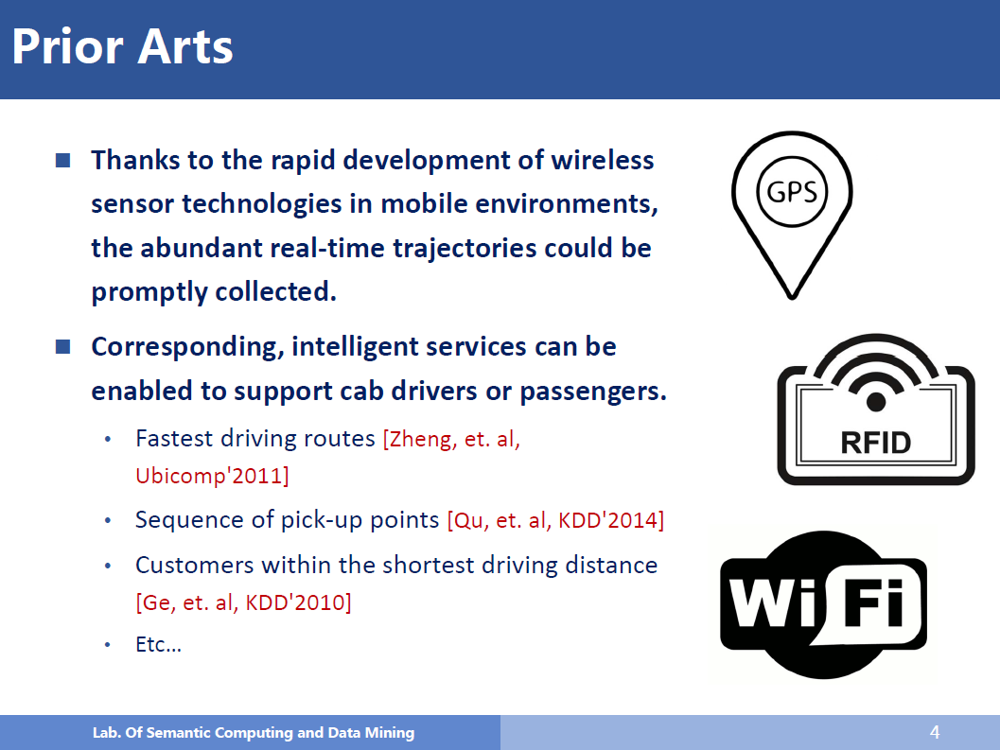 Prior Arts
■ Thanks to the rapid development of wireless
sensor technologies in mobile environments,
the abundant real-time trajectories could be
promptly collected.
■ Corresponding, intelligent services can be
enabled to support cab drivers or passengers.
• Fastest driving routes [Zheng, et. al,
Ubicomp'2011]
• Sequence of pick-up points [Qu, et. al, KDD'2014]
• Customers within the shortest driving distance
[Ge, et. al, KDD'2010]
• Etc…
GPS
RFID
Wi Fi
Lab. Of Semantic Computing and Data Mining
4